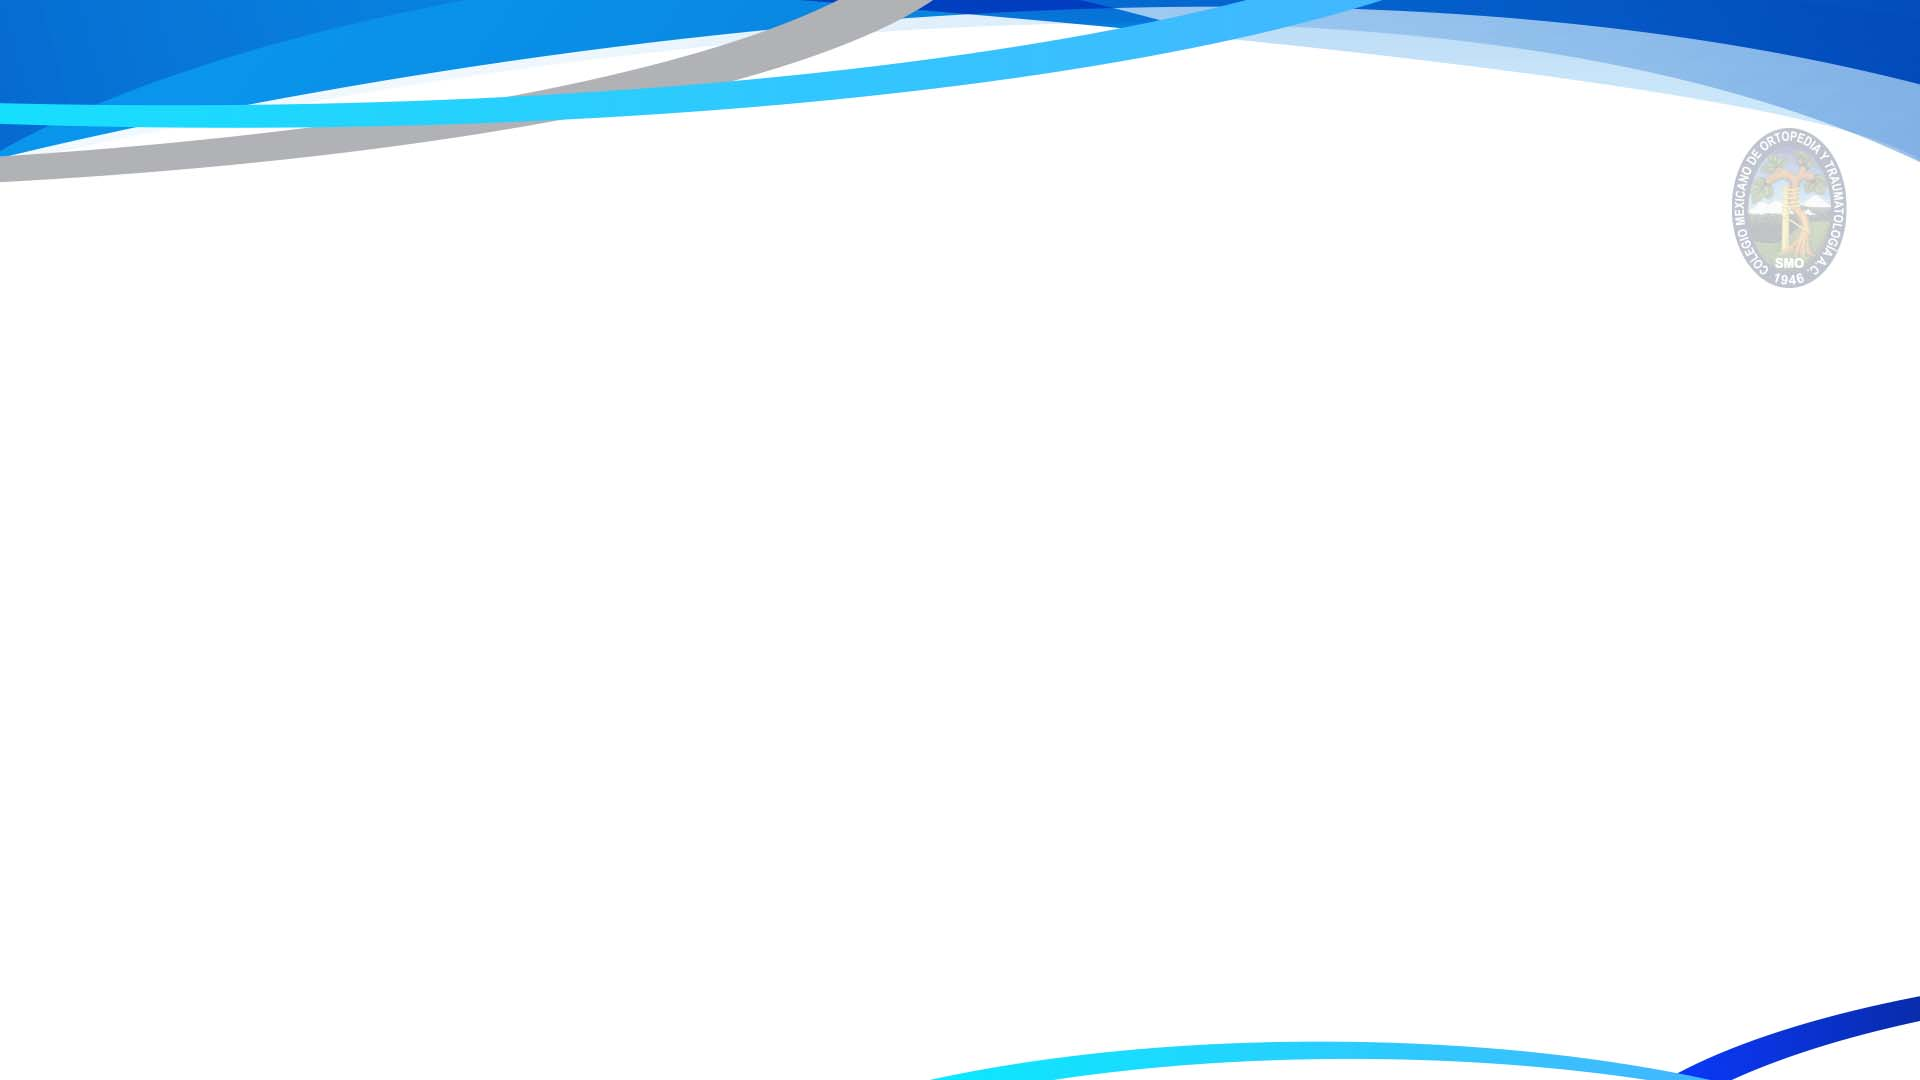 COLEGIO MEXICANO DE ORTOPEDIA Y TRAUMATOLOGIA A.C.
SMO
1946